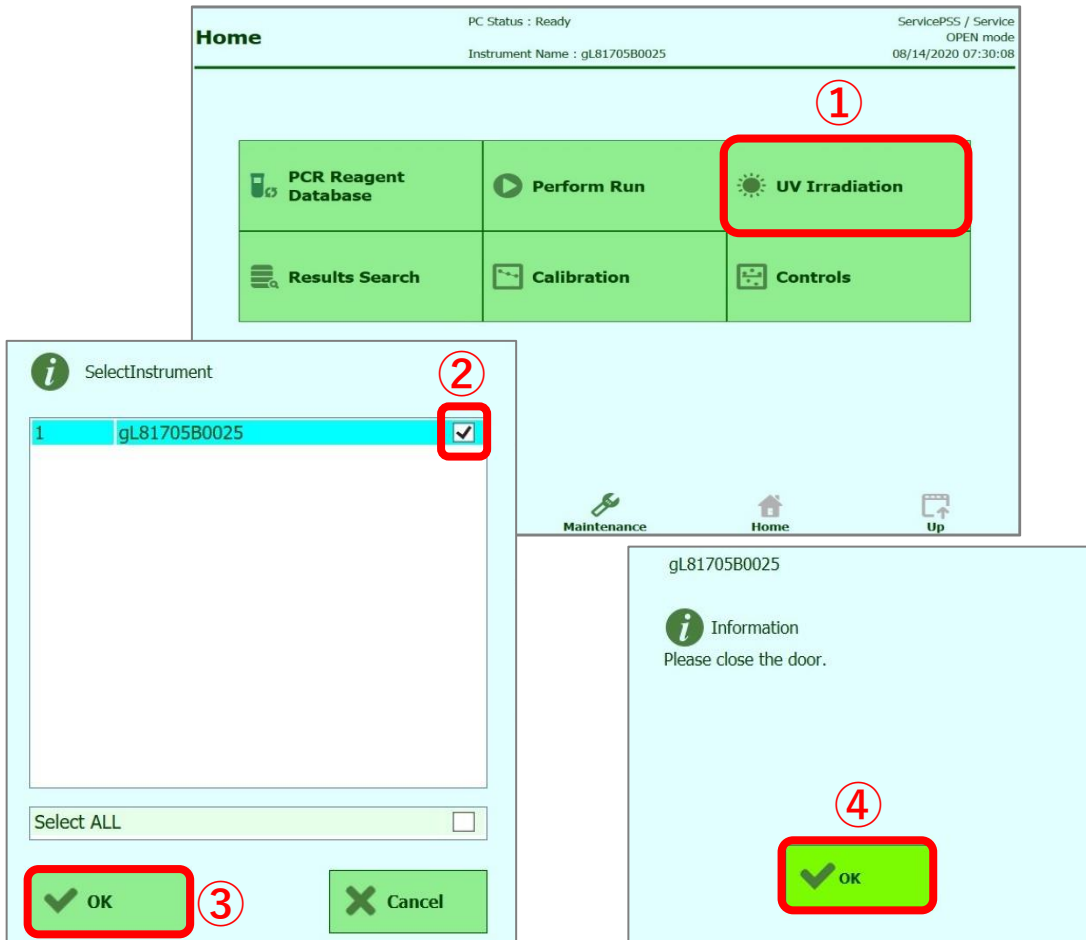 Home
PC Status : Ready
Instrument Name : gL81705B0025
ServicePSS / Service
OPEN mode
08/14/2020 07:30:08
①
PCR Reagent
Database
Perform Run
UV Irradiation
Results Search
Calibration
Controls
Maintenance
Home
Up
SelectInstrument
②
1 gL81705B0025
Select ALL
OK
③
Cancel
gL81705B0025
Information
Please close the door.
④
OK